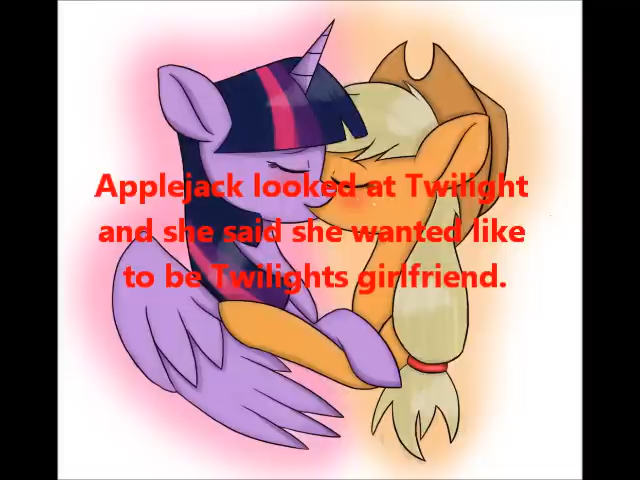 Applejack looked at Twilight
and she said she wanted like
to be Twilights girlfriend.